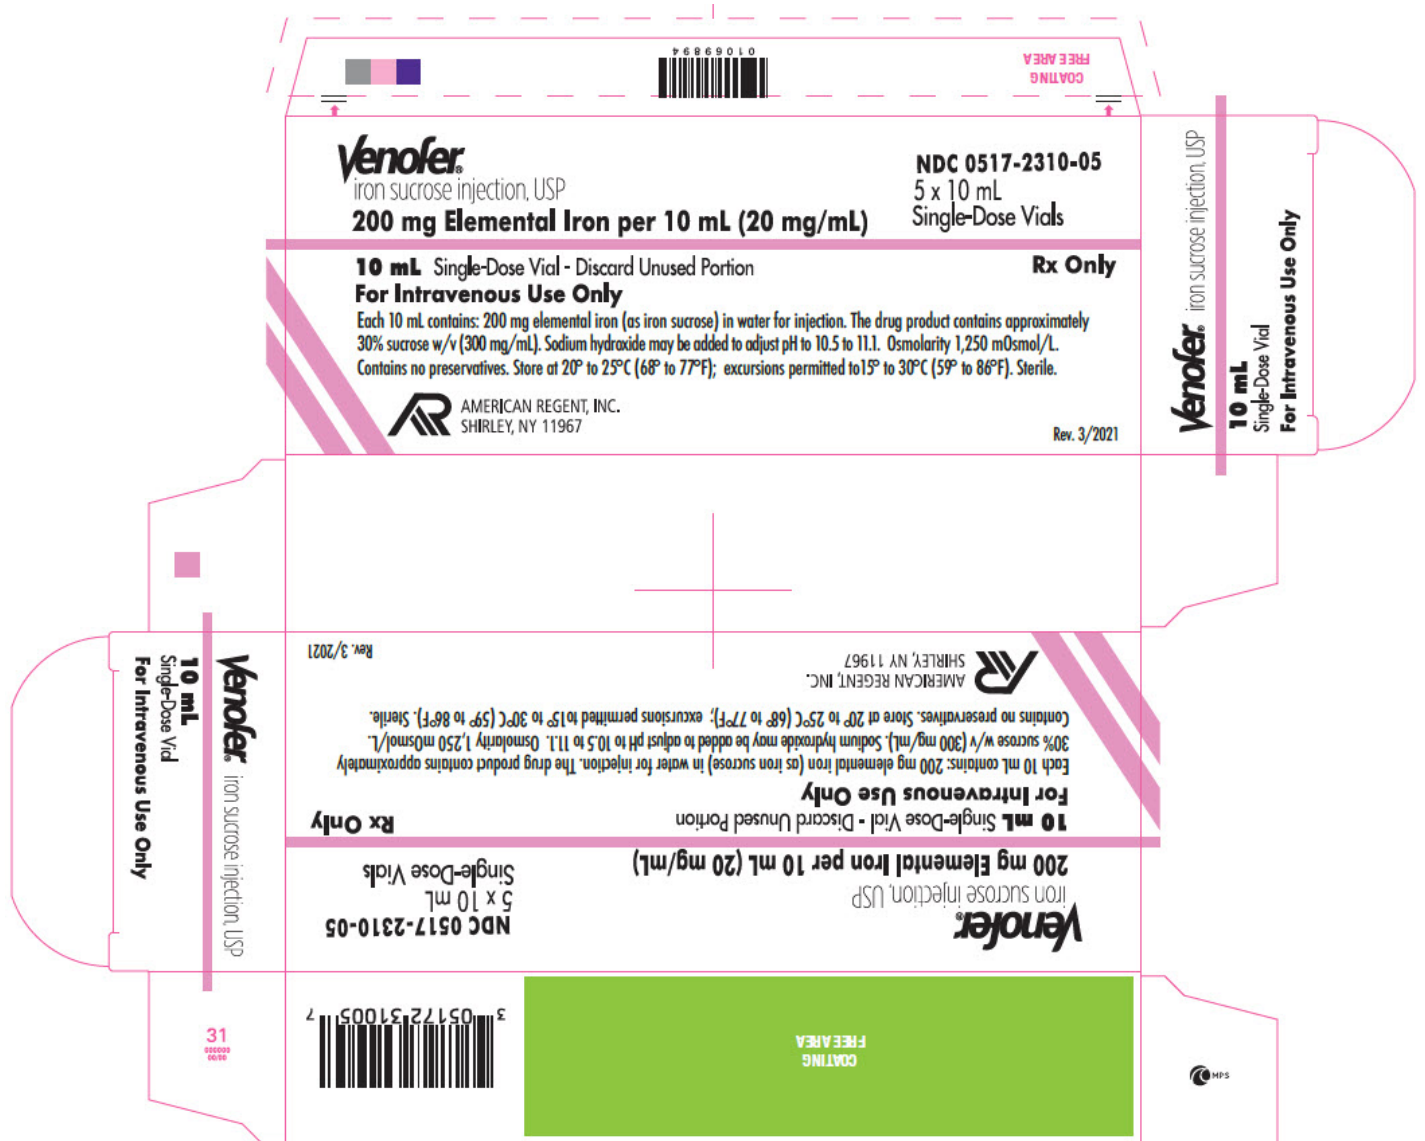 01069894
COATING
FREE AREA
Venofer®
iron sucrose injection, USP
200 mg Elemental Iron per 10 mL (20 mg/mL)
NDC 0517-2310-05
5 x 10 mL
Single-Dose Vials
10 mL Single-Dose Vial - Discard Unused Portion
Rx Only
For Intravenous Use Only
Each 10 mL contains: 200 mg elemental iron (as iron sucrose) in water for injection. The drug product contains approximately
30% sucrose w/v (300 mg/mL). Sodium hydroxide may be added to adjust pH to 10.5 to 11.1. Osmolarity 1,250 mOsmol/L.
Contains no preservatives. Store at 20° to 25°C (68° to 77°F); excursions permitted to15° to 30°C (59° to 86°F). Sterile.
AR
AMERICAN REGENT, INC.
SHIRLEY, NY 11967
Rev. 3/2021
Venofer® iron sucrose injection, USP
10 mL
Single-Dose Vial
For Intravenous Use Only
Venofer® iron sucrose injection, USP
10 mL
Single-Dose Vial
For Intravenous Use Only
Venofer®
iron sucrose injection, USP
200 mg Elemental Iron per 10 mL (20 mg/mL)
NDC 0517-2310-05
5 x 10 mL
Single-Dose Vials
10 mL Single-Dose Vial - Discard Unused Portion
Rx Only
For Intravenous Use Only
Each 10 mL contains: 200 mg elemental iron (as iron sucrose) in water for injection. The drug product contains approximately
30% sucrose w/v (300 mg/mL). Sodium hydroxide may be added to adjust pH to 10.5 to 11.1. Osmolarity 1,250 mOsmol/L.
Contains no preservatives. Store at 20° to 25°C (68° to 77°F); excursions permitted to15° to 30°C (59° to 86°F). Sterile.
AR
AMERICAN REGENT, INC.
SHIRLEY, NY 11967
Rev. 3/2021
3 05172 31005 7
COATING
FREE AREA
31
000000
00/00
MPS